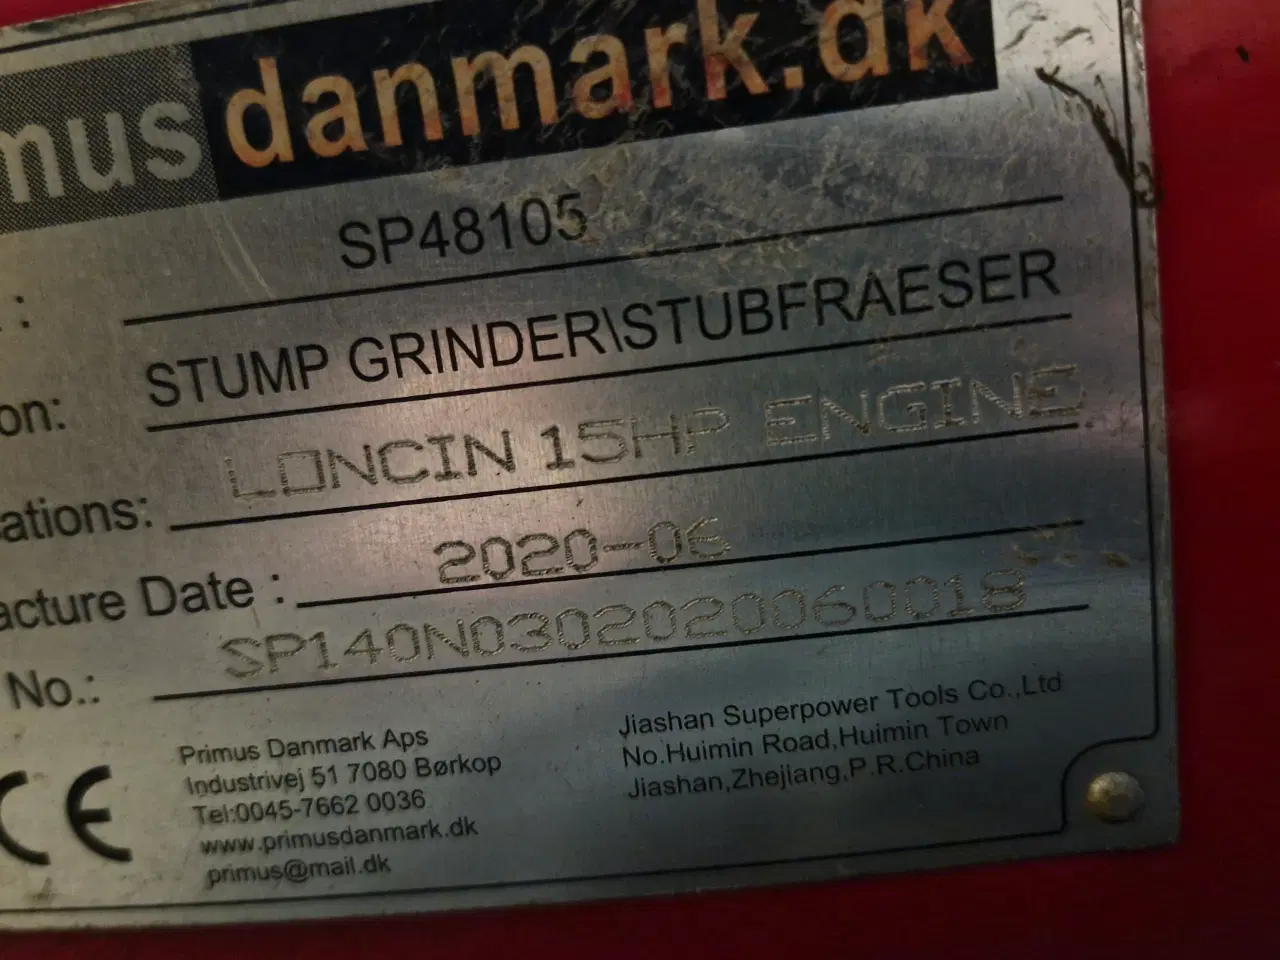 mus danmark.dk
: SP48105
on: STUMP GRINDER\STUBFRAESER
ations: LONCIN 15HP ENGINE
acture Date : 2020-06
No.: SP140N0302020060018
Primus Danmark Aps
Industrivej 51 7080 Børkop
Tel:0045-7662 0036
www.primusdanmark.dk
primus@mail.dk
Jiashan Superpower Tools Co.,Ltd
No.Huimin Road,Huimin Town
Jiashan,Zhejiang,P.R.China
CE